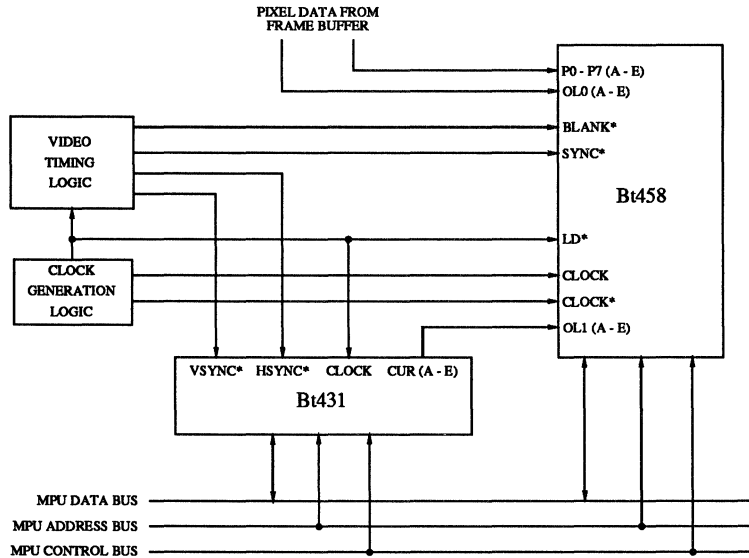 PIXEL DATA FROM
FRAME BUFFER
P0 - P7 (A - E)
OL0 (A - E)
BLANK*
SYNC*
Bt458
LD*
CLOCK
CLOCK*
OL1 (A - E)
VIDEO
TIMING
LOGIC
CLOCK
GENERATION
LOGIC
VSYNC* HSYNC* CLOCK CUR (A - E)
Bt431
MPU DATA BUS
MPU ADDRESS BUS
MPU CONTROL BUS